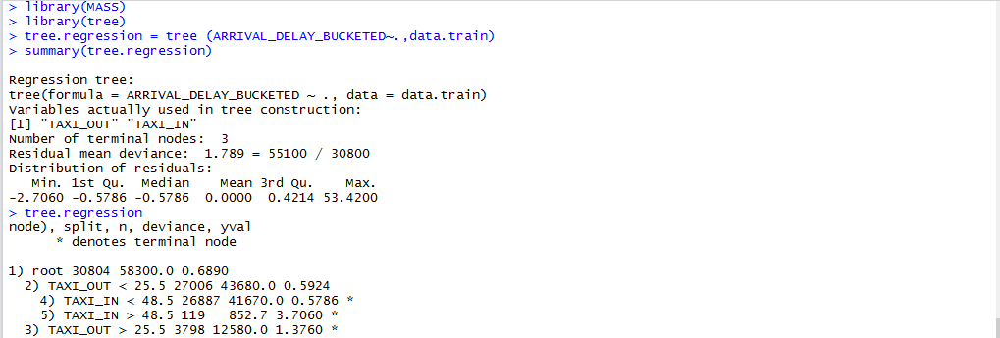 > library(MASS)
> library(tree)
> tree.regression = tree (ARRIVAL_DELAY_BUCKETED~.,data.train)
> summary(tree.regression)

Regression tree:
tree(formula = ARRIVAL_DELAY_BUCKETED ~ ., data = data.train)
Variables actually used in tree construction:
[1] "TAXI_OUT" "TAXI_IN"
Number of terminal nodes:  3
Residual mean deviance:  1.789 = 55100 / 30800
Distribution of residuals:
   Min. 1st Qu.  Median    Mean 3rd Qu.    Max.
-2.7060 -0.5786 -0.5786  0.0000  0.4214 53.4200
> tree.regression
node), split, n, deviance, yval
      * denotes terminal node

1) root 30804 58300.0 0.6890
  2) TAXI_OUT < 25.5 27006 43680.0 0.5924
    4) TAXI_IN < 48.5 26887 41670.0 0.5786 *
    5) TAXI_IN > 48.5 119   852.7 3.7060 *
  3) TAXI_OUT > 25.5 3798 12580.0 1.3760 *